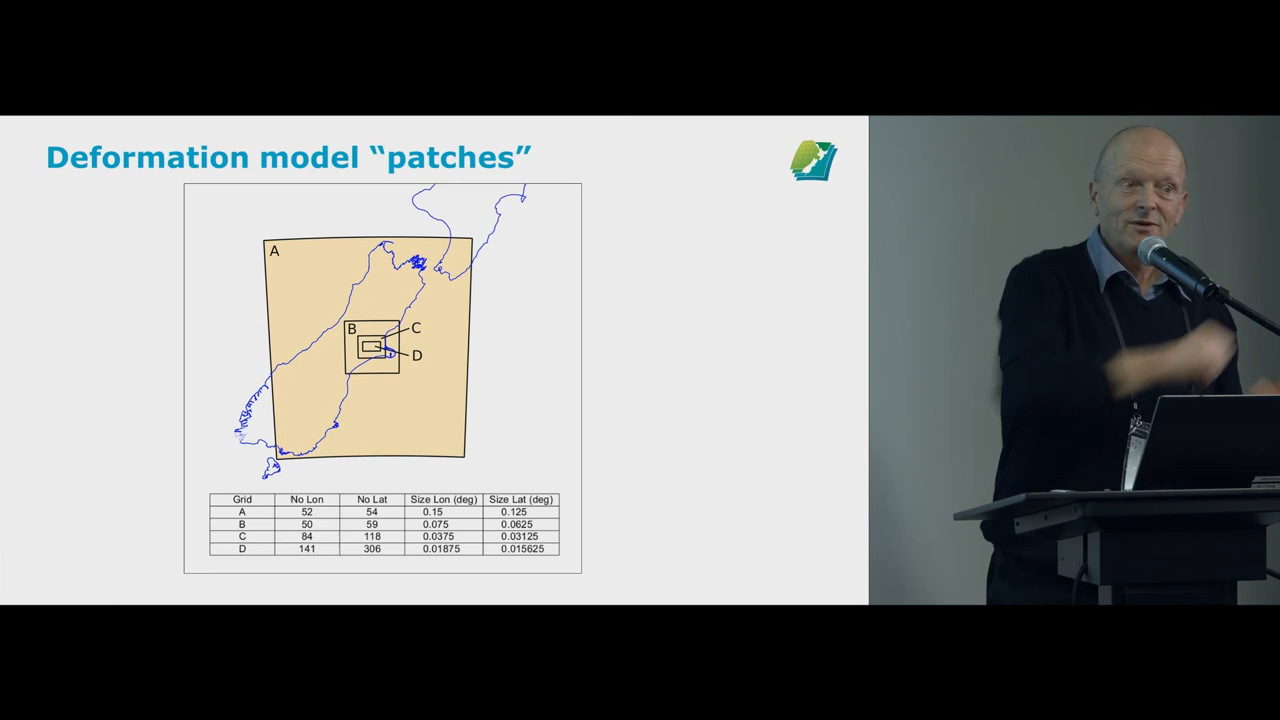 Deformation model “patches”
A
B
C
D
Grid No Lon No Lat Size Lon (deg) Size Lat (deg)
A 52 54 0.15 0.125
B 50 59 0.075 0.0625
C 84 118 0.0375 0.03125
D 141 306 0.01875 0.015625